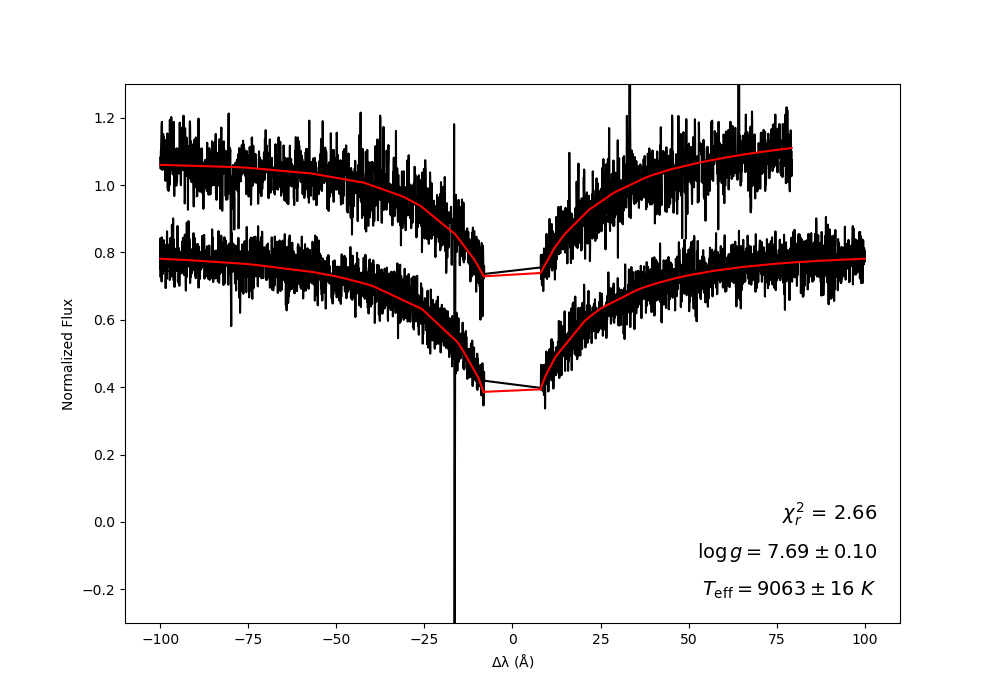 1.2
1.0
0.8
0.6
0.4
0.2
0.0
−0.2
Normalized Flux
χ²ᵣ = 2.66
log g = 7.69 ± 0.10
T_eff = 9063 ± 16 K
−100 −75 −50 −25 0 25 50 75 100
Δλ (Å)